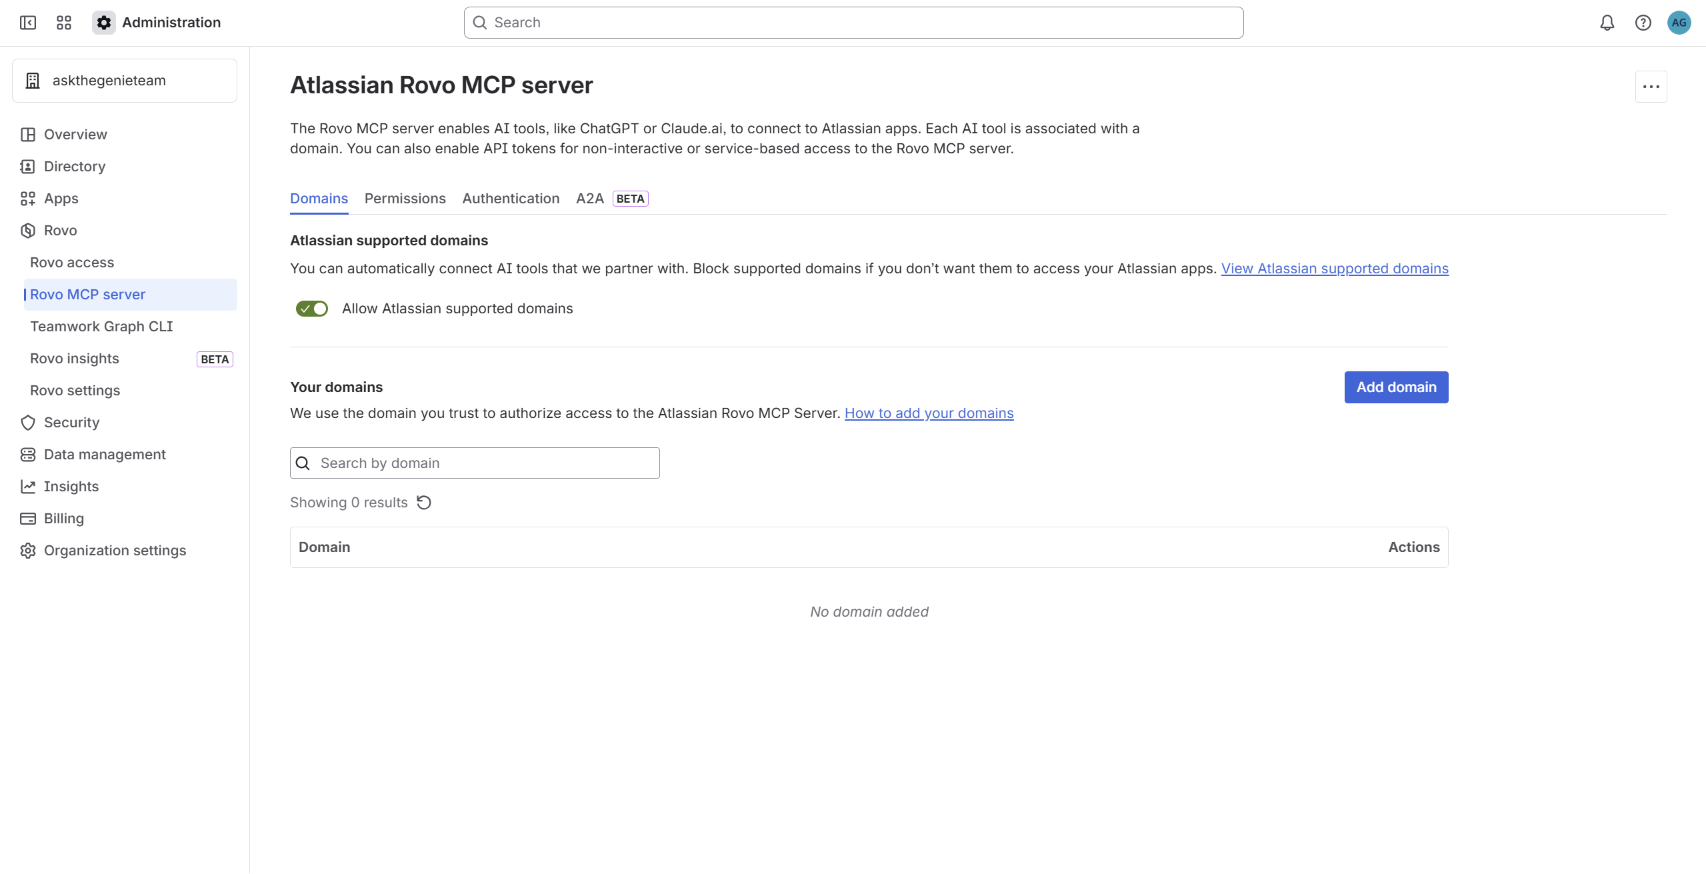 Administration
Search
AG
askthegenieteam
Overview
Directory
Apps
Rovo
Rovo access
Rovo MCP server
Teamwork Graph CLI
Rovo insights BETA
Rovo settings
Security
Data management
Insights
Billing
Organization settings
Atlassian Rovo MCP server
The Rovo MCP server enables AI tools, like ChatGPT or Claude.ai, to connect to Atlassian apps. Each AI tool is associated with a
domain. You can also enable API tokens for non-interactive or service-based access to the Rovo MCP server.
Domains Permissions Authentication A2A BETA
Atlassian supported domains
You can automatically connect AI tools that we partner with. Block supported domains if you don't want them to access your Atlassian apps. View Atlassian supported domains
Allow Atlassian supported domains
Your domains
Add domain
We use the domain you trust to authorize access to the Atlassian Rovo MCP Server. How to add your domains
Search by domain
Showing 0 results
Domain Actions
No domain added